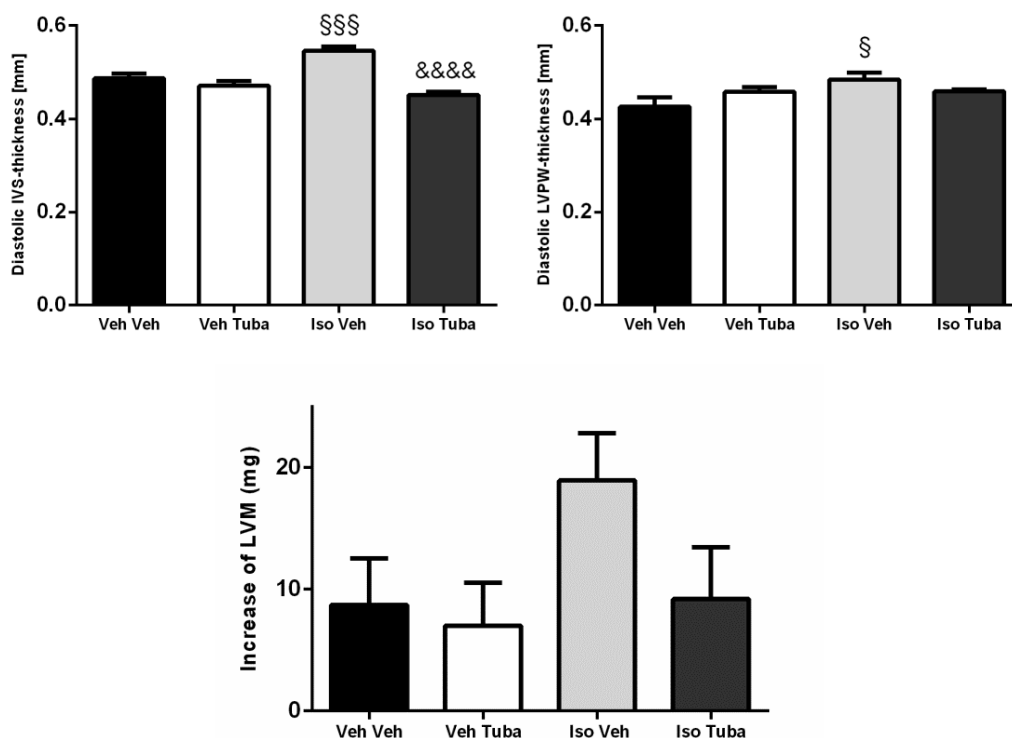 Diastolic IVS-thickness [mm]
0.6
0.4
0.2
0.0
§§§
&&&&
Veh Veh Veh Tuba Iso Veh Iso Tuba
Diastolic LVPW-thickness [mm]
0.6
0.4
0.2
0.0
§
Veh Veh Veh Tuba Iso Veh Iso Tuba
Increase of LVM (mg)
20
10
0
Veh Veh Veh Tuba Iso Veh Iso Tuba